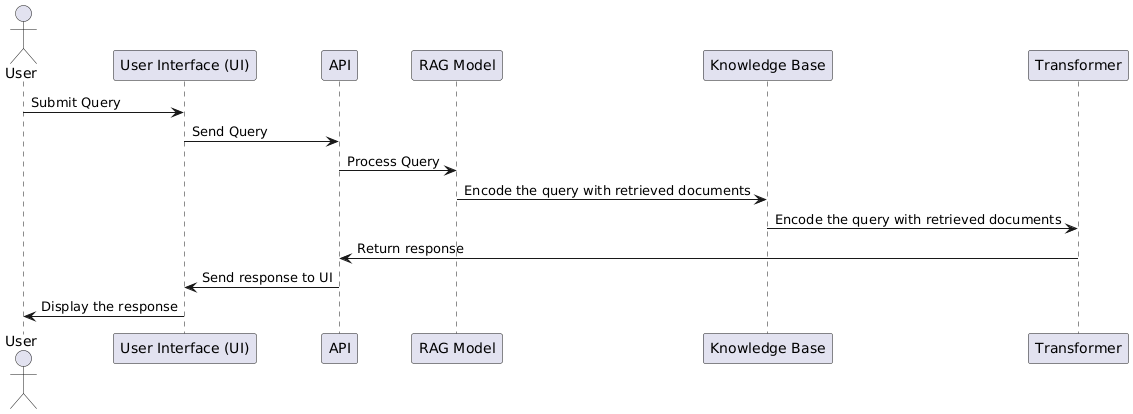 User
User Interface (UI)
API
RAG Model
Knowledge Base
Transformer
Submit Query
Send Query
Process Query
Encode the query with retrieved documents
Encode the query with retrieved documents
Return response
Send response to UI
Display the response
User
User Interface (UI)
API
RAG Model
Knowledge Base
Transformer